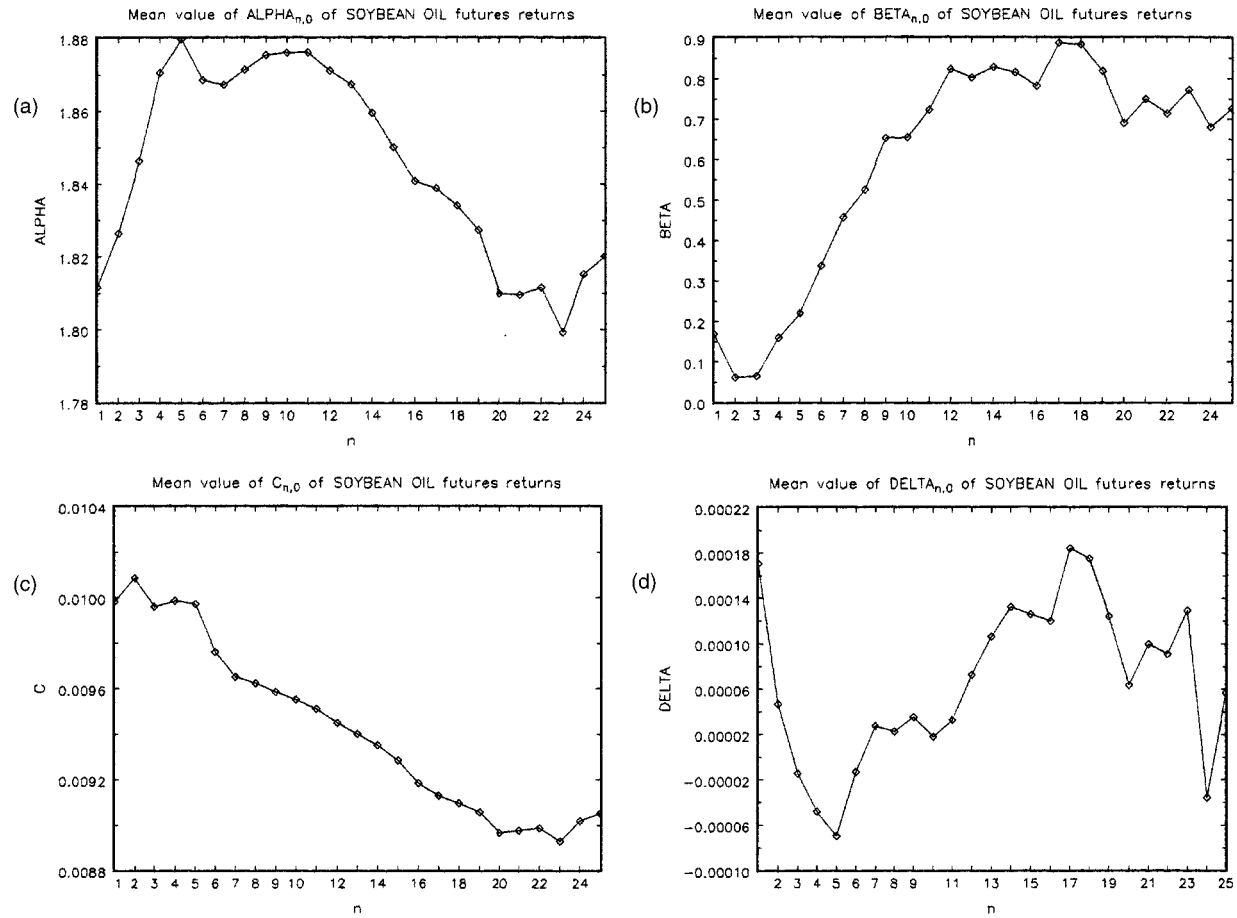 Mean value of ALPHAn,0 of SOYBEAN OIL futures returns
(a)
1.88
1.86
1.84
1.82
1.80
1.78
ALPHA
1 2 3 4 5 6 7 8 9 10 12 14 16 18 20 22 24
n
Mean value of BETAn,0 of SOYBEAN OIL futures returns
(b)
0.9
0.8
0.7
0.6
0.5
0.4
0.3
0.2
0.1
0.0
BETA
1 2 3 4 5 6 7 8 9 10 12 14 16 18 20 22 24
n
Mean value of Cn,0 of SOYBEAN OIL futures returns
(c)
0.0104
0.0100
0.0096
0.0092
0.0088
C
1 2 3 4 5 6 7 8 9 10 12 14 16 18 20 22 24
n
Mean value of DELTAn,0 of SOYBEAN OIL futures returns
(d)
0.00022
0.00018
0.00014
0.00010
0.00006
0.00002
−0.00002
−0.00006
−0.00010
DELTA
2 3 4 5 6 7 8 9 11 13 15 17 19 21 23 25
n